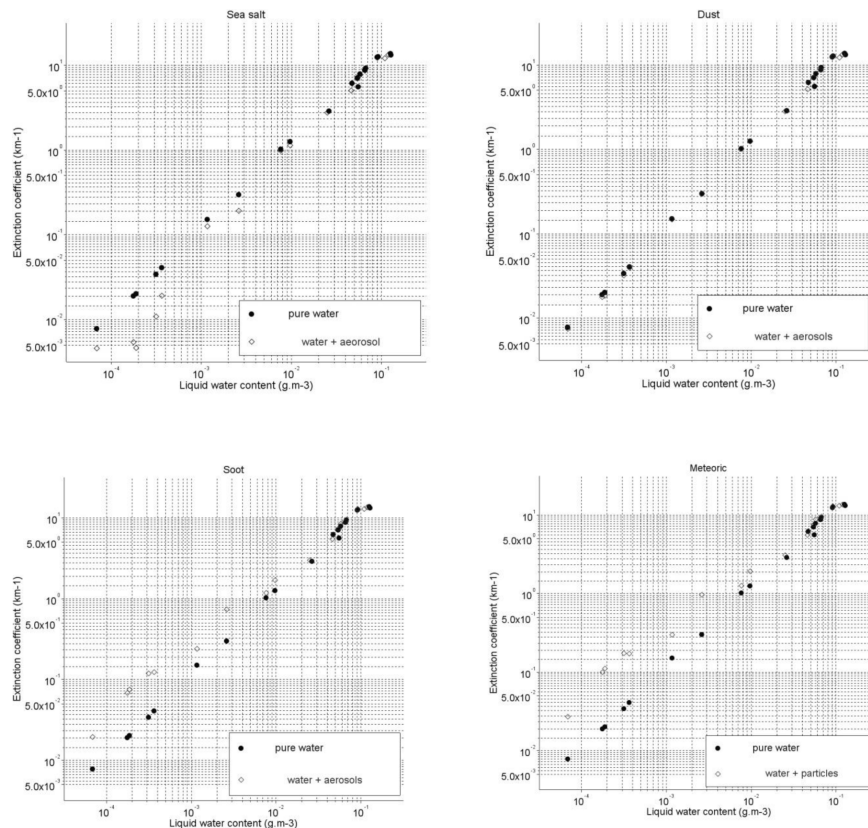 Sea salt
Extinction coefficient (km-1)
10^1
5.0x10^0
10^0
5.0x10^-1
10^-1
5.0x10^-2
10^-2
5.0x10^-3
pure water
water + aeorosol
10^-4
10^-3
10^-2
10^-1
Liquid water content (g.m-3)
Dust
Extinction coefficient (km-1)
10^1
5.0x10^0
10^0
5.0x10^-1
10^-1
5.0x10^-2
10^-2
5.0x10^-3
pure water
water + aerosols
10^-4
10^-3
10^-2
10^-1
Liquid water content (g.m-3)
Soot
Extinction coefficient (km-1)
10^1
5.0x10^0
10^0
5.0x10^-1
10^-1
5.0x10^-2
10^-2
5.0x10^-3
pure water
water + aerosols
10^-4
10^-3
10^-2
10^-1
Liquid water content (g.m-3)
Meteoric
Extinction coefficient (km-1)
10^1
5.0x10^0
10^0
5.0x10^-1
10^-1
5.0x10^-2
10^-2
5.0x10^-3
pure water
water + particles
10^-4
10^-3
10^-2
10^-1
Liquid water content (g.m-3)